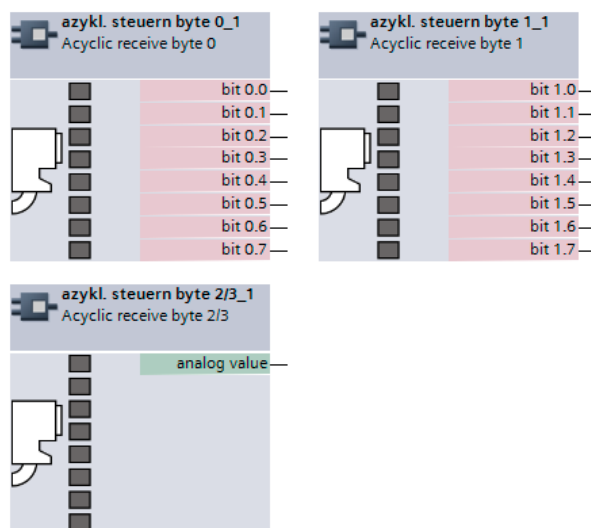 azykl. steuern byte 0_1
Acyclic receive byte 0
bit 0.0
bit 0.1
bit 0.2
bit 0.3
bit 0.4
bit 0.5
bit 0.6
bit 0.7
azykl. steuern byte 1_1
Acyclic receive byte 1
bit 1.0
bit 1.1
bit 1.2
bit 1.3
bit 1.4
bit 1.5
bit 1.6
bit 1.7
azykl. steuern byte 2/3_1
Acyclic receive byte 2/3
analog value